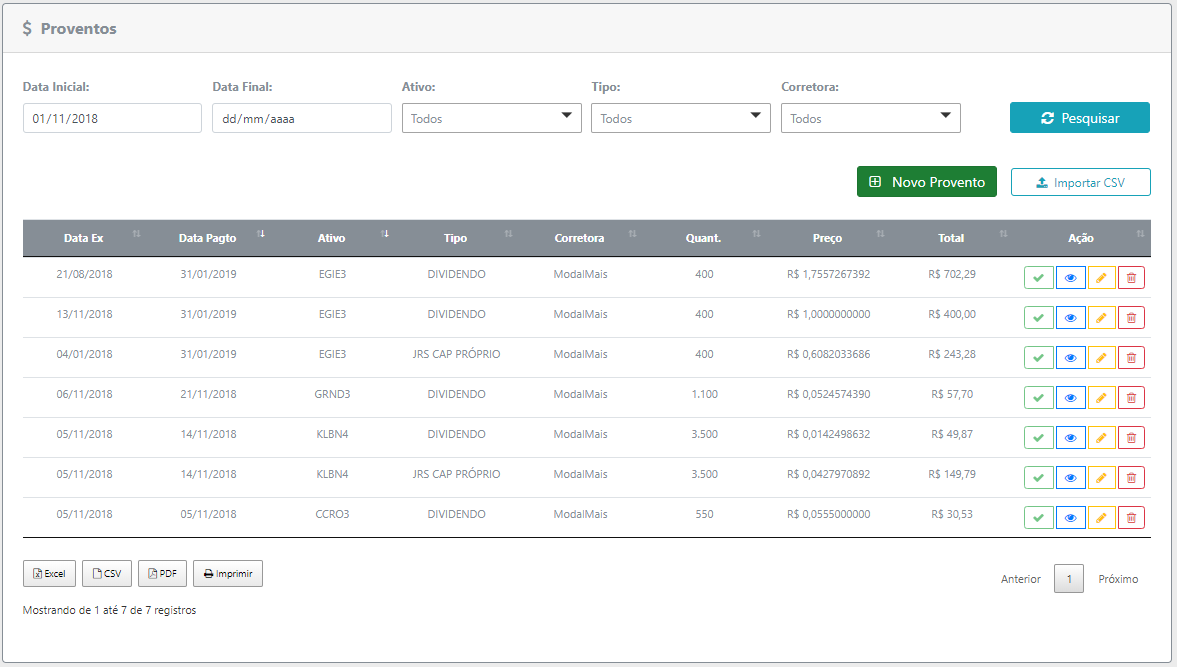 $ Proventos
Data Inicial: Data Final: Ativo: Tipo: Corretora:
01/11/2018 dd/mm/aaaa Todos Todos Todos Pesquisar
Novo Provento Importar CSV
Data Ex Data Pagto Ativo Tipo Corretora Quant. Preço Total Ação
21/08/2018 31/01/2019 EGIE3 DIVIDENDO ModalMais 400 R$ 1,7557267392 R$ 702,29
13/11/2018 31/01/2019 EGIE3 DIVIDENDO ModalMais 400 R$ 1,0000000000 R$ 400,00
04/01/2018 31/01/2019 EGIE3 JRS CAP PRÓPRIO ModalMais 400 R$ 0,6082033686 R$ 243,28
06/11/2018 21/11/2018 GRND3 DIVIDENDO ModalMais 1.100 R$ 0,0524574390 R$ 57,70
05/11/2018 14/11/2018 KLBN4 DIVIDENDO ModalMais 3.500 R$ 0,0142498632 R$ 49,87
05/11/2018 14/11/2018 KLBN4 JRS CAP PRÓPRIO ModalMais 3.500 R$ 0,0427970892 R$ 149,79
05/11/2018 05/11/2018 CCRO3 DIVIDENDO ModalMais 550 R$ 0,0555000000 R$ 30,53
Excel CSV PDF Imprimir Anterior 1 Próximo
Mostrando de 1 até 7 de 7 registros